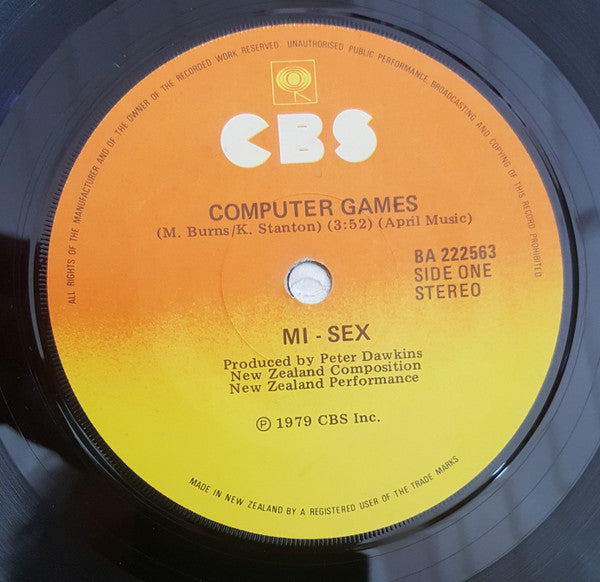 ALL RIGHTS OF THE MANUFACTURER AND OF THE OWNER OF THE RECORDED WORK RESERVED. UNAUTHORISED PUBLIC PERFORMANCE, BROADCASTING AND COPYING OF THIS RECORD PROHIBITED
CBS
COMPUTER GAMES
(M. Burns/K. Stanton) (3:52) (April Music)
BA 222563
SIDE ONE
STEREO
MI - SEX
Produced by Peter Dawkins
New Zealand Composition
New Zealand Performance
℗ 1979 CBS Inc.
MADE IN NEW ZEALAND BY A REGISTERED USER OF THE TRADE MARKS